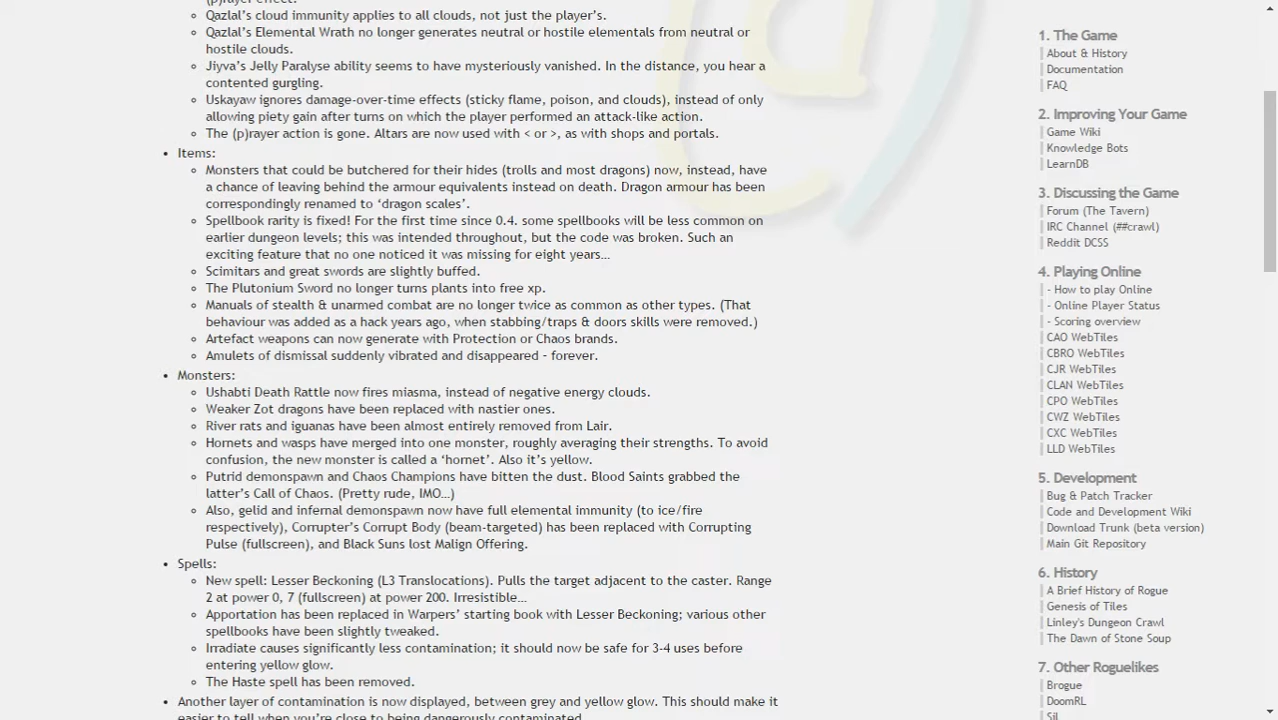 (p)rayer effect.
Qazlal’s cloud immunity applies to all clouds, not just the player’s.
Qazlal’s Elemental Wrath no longer generates neutral or hostile elementals from neutral or
hostile clouds.
Jiyva’s Jelly Paralyse ability seems to have mysteriously vanished. In the distance, you hear a
contented gurgling.
Uskayaw ignores damage-over-time effects (sticky flame, poison, and clouds), instead of only
allowing piety gain after turns on which the player performed an attack-like action.
The (p)rayer action is gone. Altars are now used with < or >, as with shops and portals.
Items:
Monsters that could be butchered for their hides (trolls and most dragons) now, instead, have
a chance of leaving behind the armour equivalents instead on death. Dragon armour has been
correspondingly renamed to ‘dragon scales’.
Spellbook rarity is fixed! For the first time since 0.4. some spellbooks will be less common on
earlier dungeon levels; this was intended throughout, but the code was broken. Such an
exciting feature that no one noticed it was missing for eight years…
Scimitars and great swords are slightly buffed.
The Plutonium Sword no longer turns plants into free xp.
Manuals of stealth & unarmed combat are no longer twice as common as other types. (That
behaviour was added as a hack years ago, when stabbing/traps & doors skills were removed.)
Artefact weapons can now generate with Protection or Chaos brands.
Amulets of dismissal suddenly vibrated and disappeared – forever.
Monsters:
Ushabti Death Rattle now fires miasma, instead of negative energy clouds.
Weaker Zot dragons have been replaced with nastier ones.
River rats and iguanas have been almost entirely removed from Lair.
Hornets and wasps have merged into one monster, roughly averaging their strengths. To avoid
confusion, the new monster is called a ‘hornet’. Also it’s yellow.
Putrid demonspawn and Chaos Champions have bitten the dust. Blood Saints grabbed the
latter’s Call of Chaos. (Pretty rude, IMO…)
Also, gelid and infernal demonspawn now have full elemental immunity (to ice/fire
respectively), Corrupter’s Corrupt Body (beam-targeted) has been replaced with Corrupting
Pulse (fullscreen), and Black Suns lost Malign Offering.
Spells:
New spell: Lesser Beckoning (L3 Translocations). Pulls the target adjacent to the caster. Range
2 at power 0, 7 (fullscreen) at power 200. Irresistible…
Apportation has been replaced in Warpers’ starting book with Lesser Beckoning; various other
spellbooks have been slightly tweaked.
Irradiate causes significantly less contamination; it should now be safe for 3-4 uses before
entering yellow glow.
The Haste spell has been removed.
Another layer of contamination is now displayed, between grey and yellow glow. This should make it
easier to tell when you’re close to being dangerously contaminated.
1. The Game
About & History
Documentation
FAQ
2. Improving Your Game
Game Wiki
Knowledge Bots
LearnDB
3. Discussing the Game
Forum (The Tavern)
IRC Channel (##crawl)
Reddit DCSS
4. Playing Online
- How to play Online
- Online Player Status
- Scoring overview
CAO WebTiles
CBRO WebTiles
CJR WebTiles
CLAN WebTiles
CPO WebTiles
CWZ WebTiles
CXC WebTiles
LLD WebTiles
5. Development
Bug & Patch Tracker
Code and Development Wiki
Download Trunk (beta version)
Main Git Repository
6. History
A Brief History of Rogue
Genesis of Tiles
Linley's Dungeon Crawl
The Dawn of Stone Soup
7. Other Roguelikes
Brogue
DoomRL
Sil